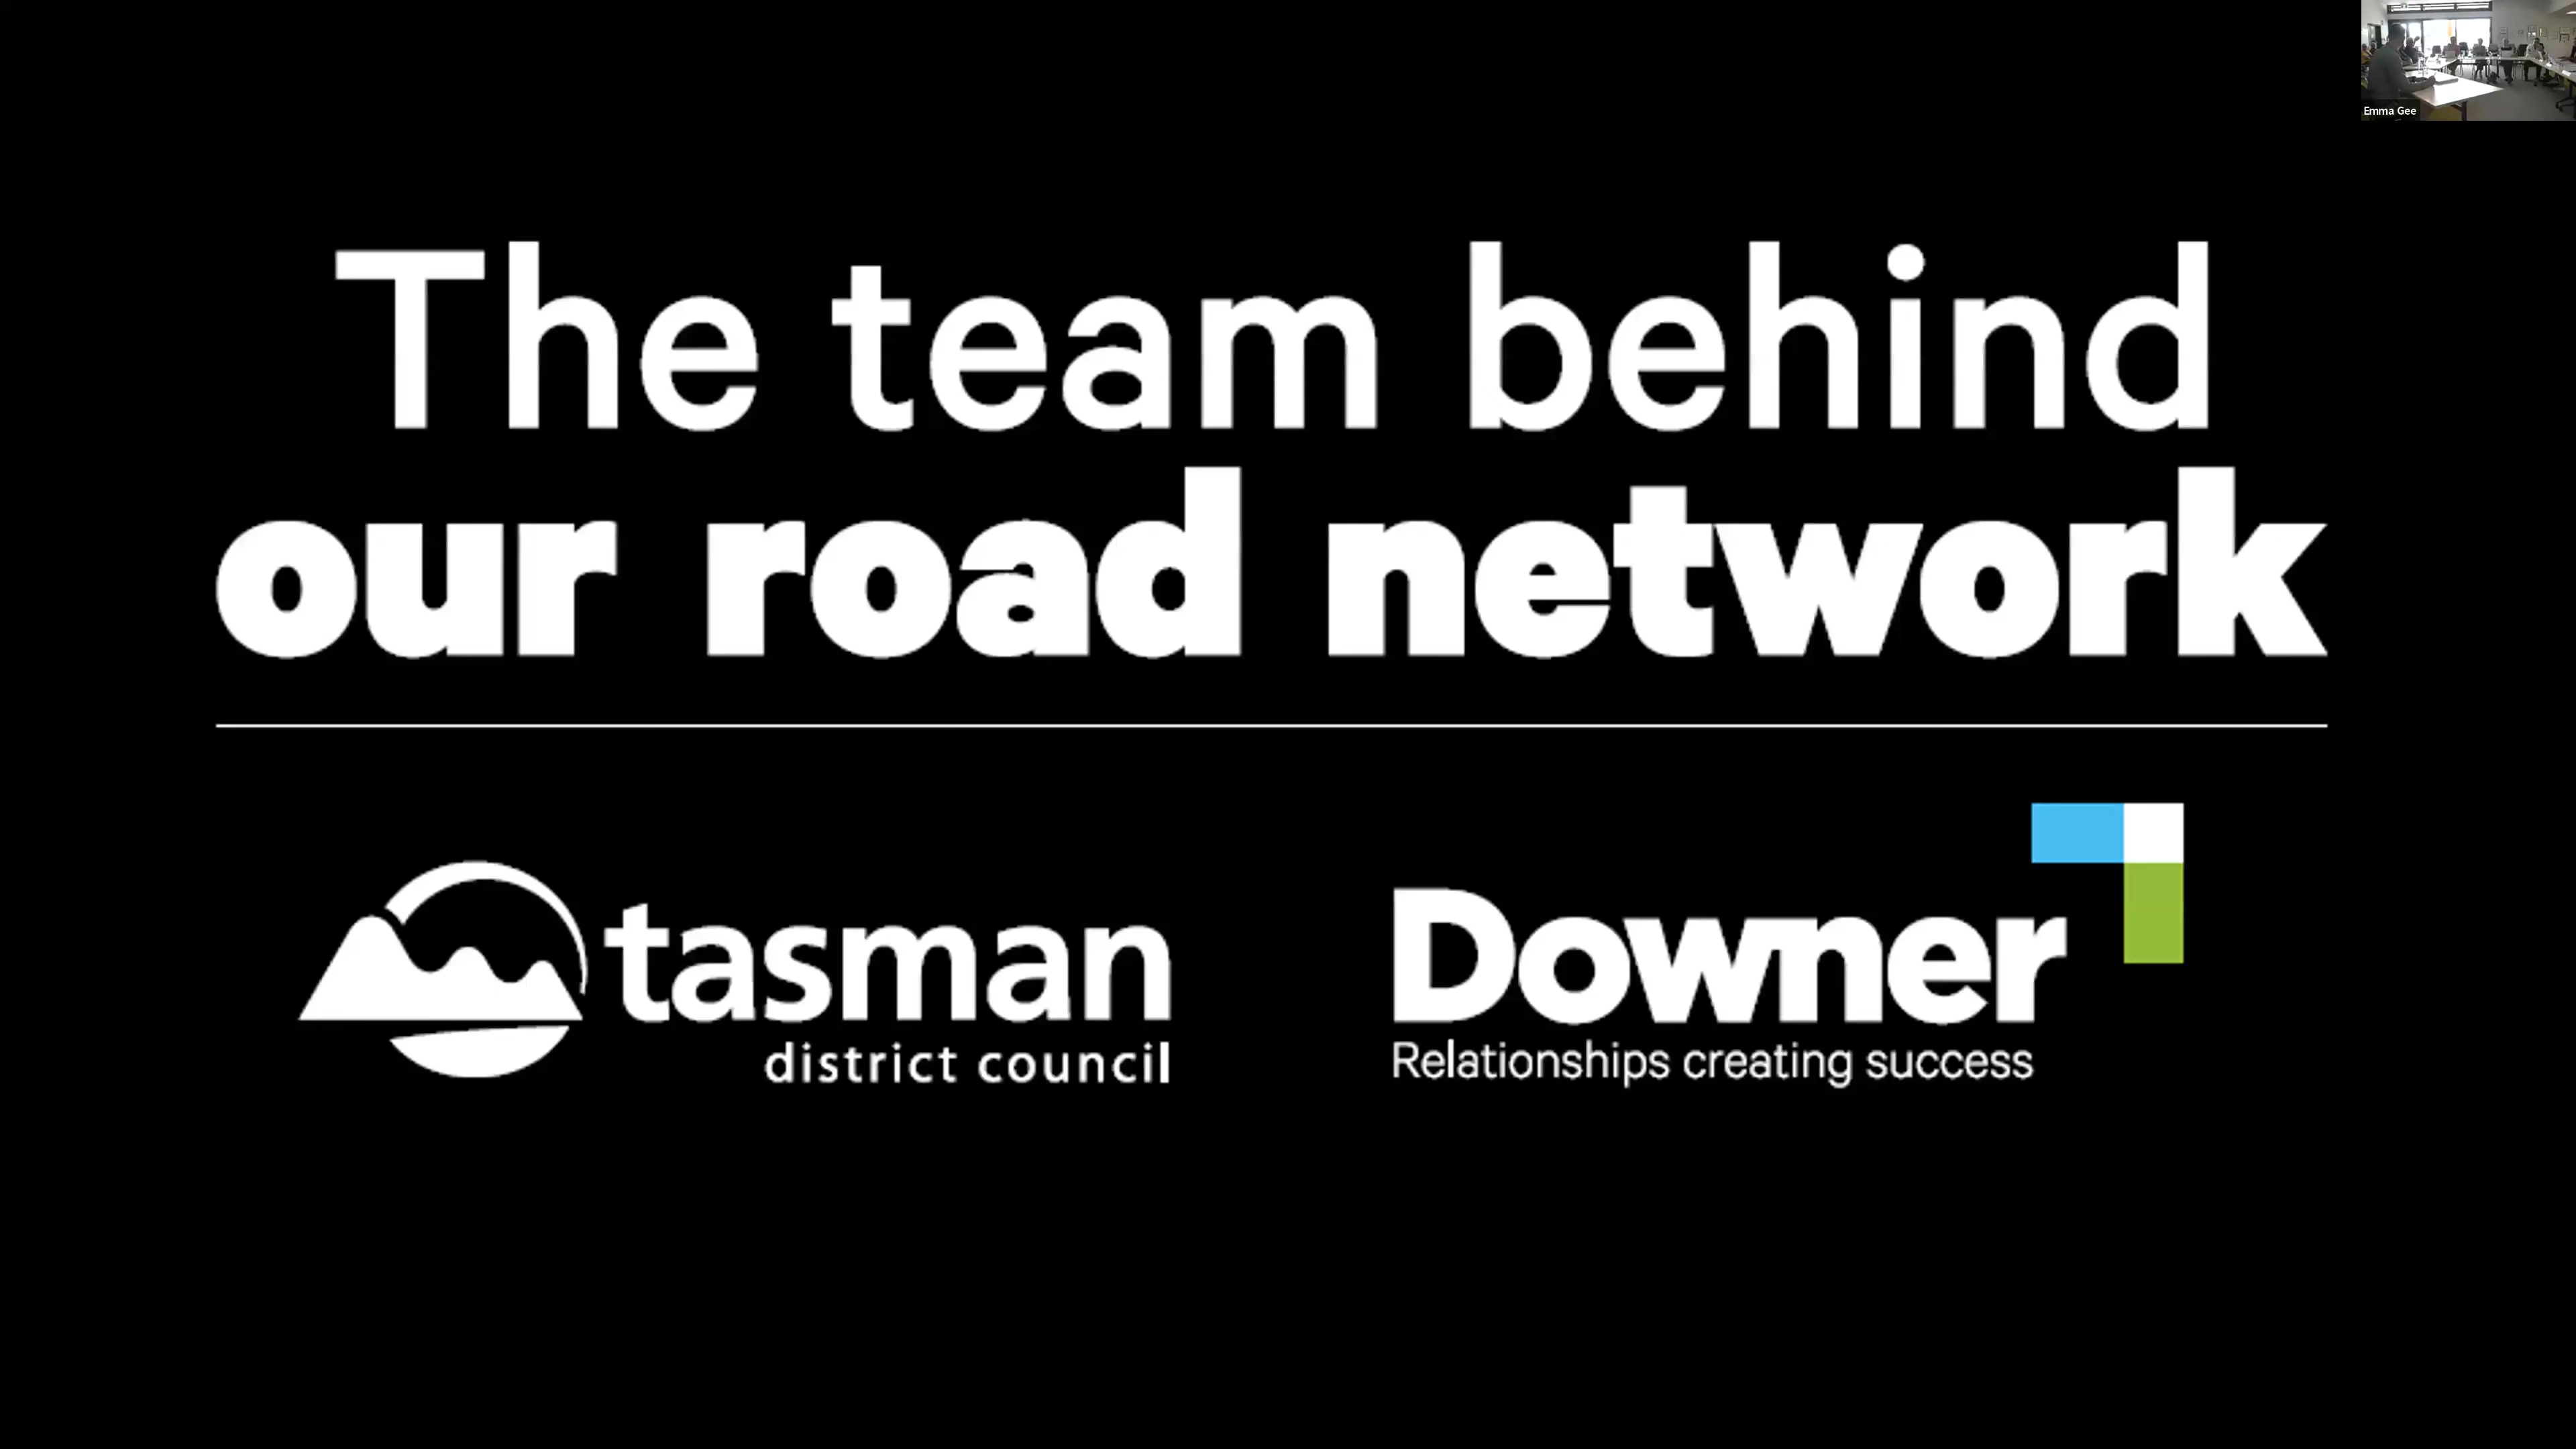 Emma Gee
The team behind
our road network
tasman
district council
Downer
Relationships creating success